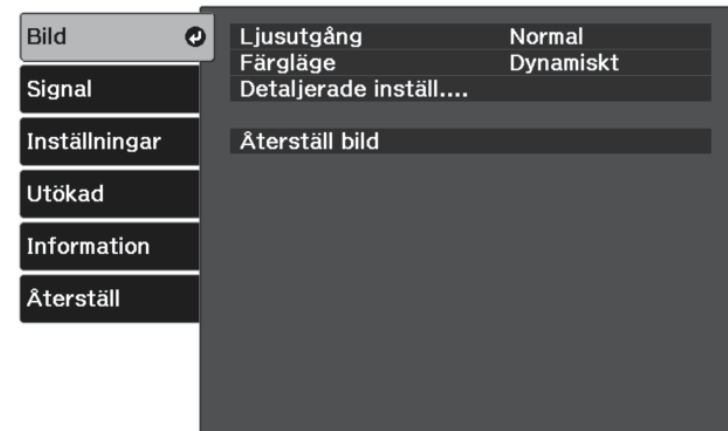 Bild
Signal
Inställningar
Utökad
Information
Återställ
Ljusutgång Normal
Färgläge Dynamiskt
Detaljerade inställ....
Återställ bild